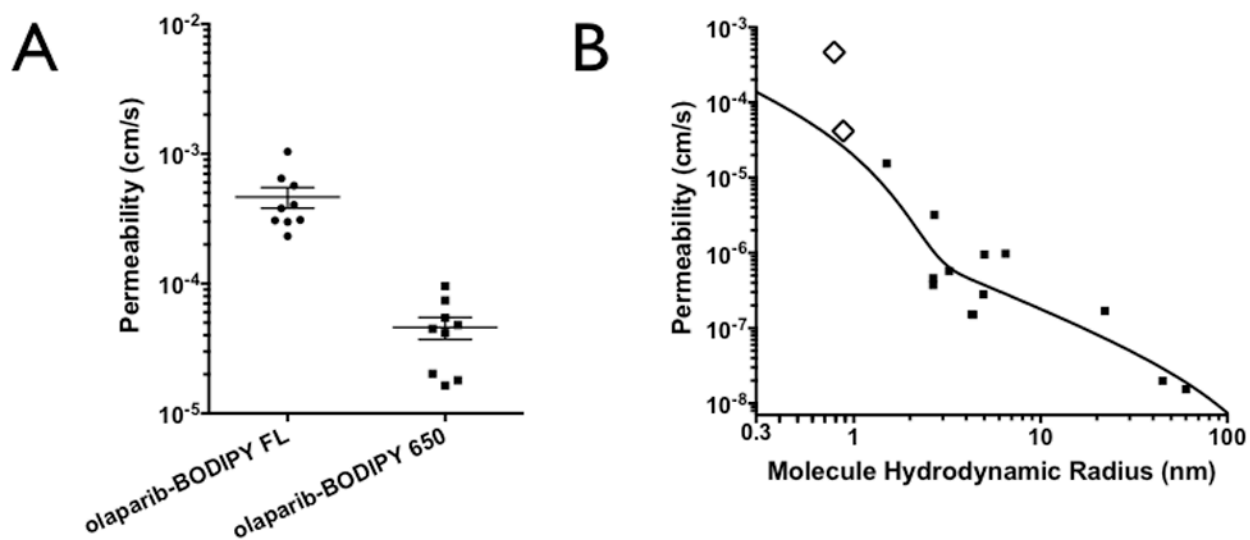 A
Permeability (cm/s)
10-2
10-3
10-4
10-5
olaparib-BODIPY FL
olaparib-BODIPY 650
B
Permeability (cm/s)
10-3
10-4
10-5
10-6
10-7
10-8
0.3 1 10 100
Molecule Hydrodynamic Radius (nm)